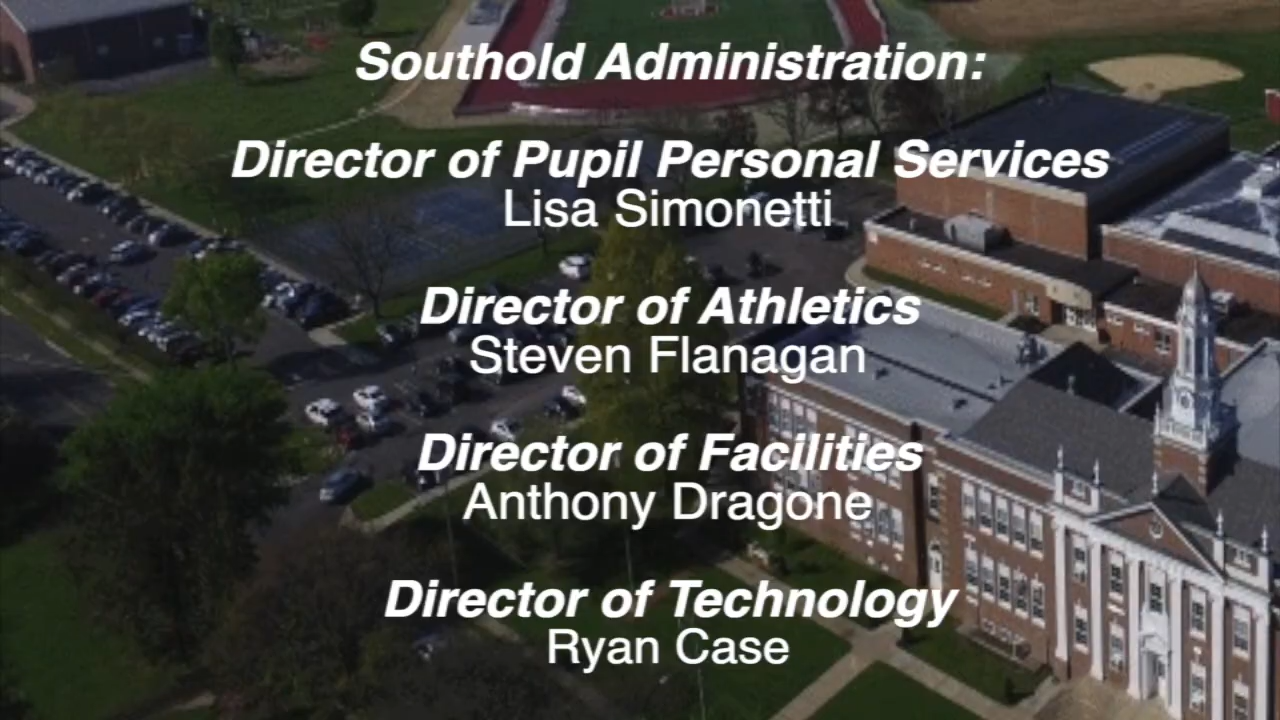 Southold Administration:
Director of Pupil Personal Services
Lisa Simonetti
Director of Athletics
Steven Flanagan
Director of Facilities
Anthony Dragone
Director of Technology
Ryan Case